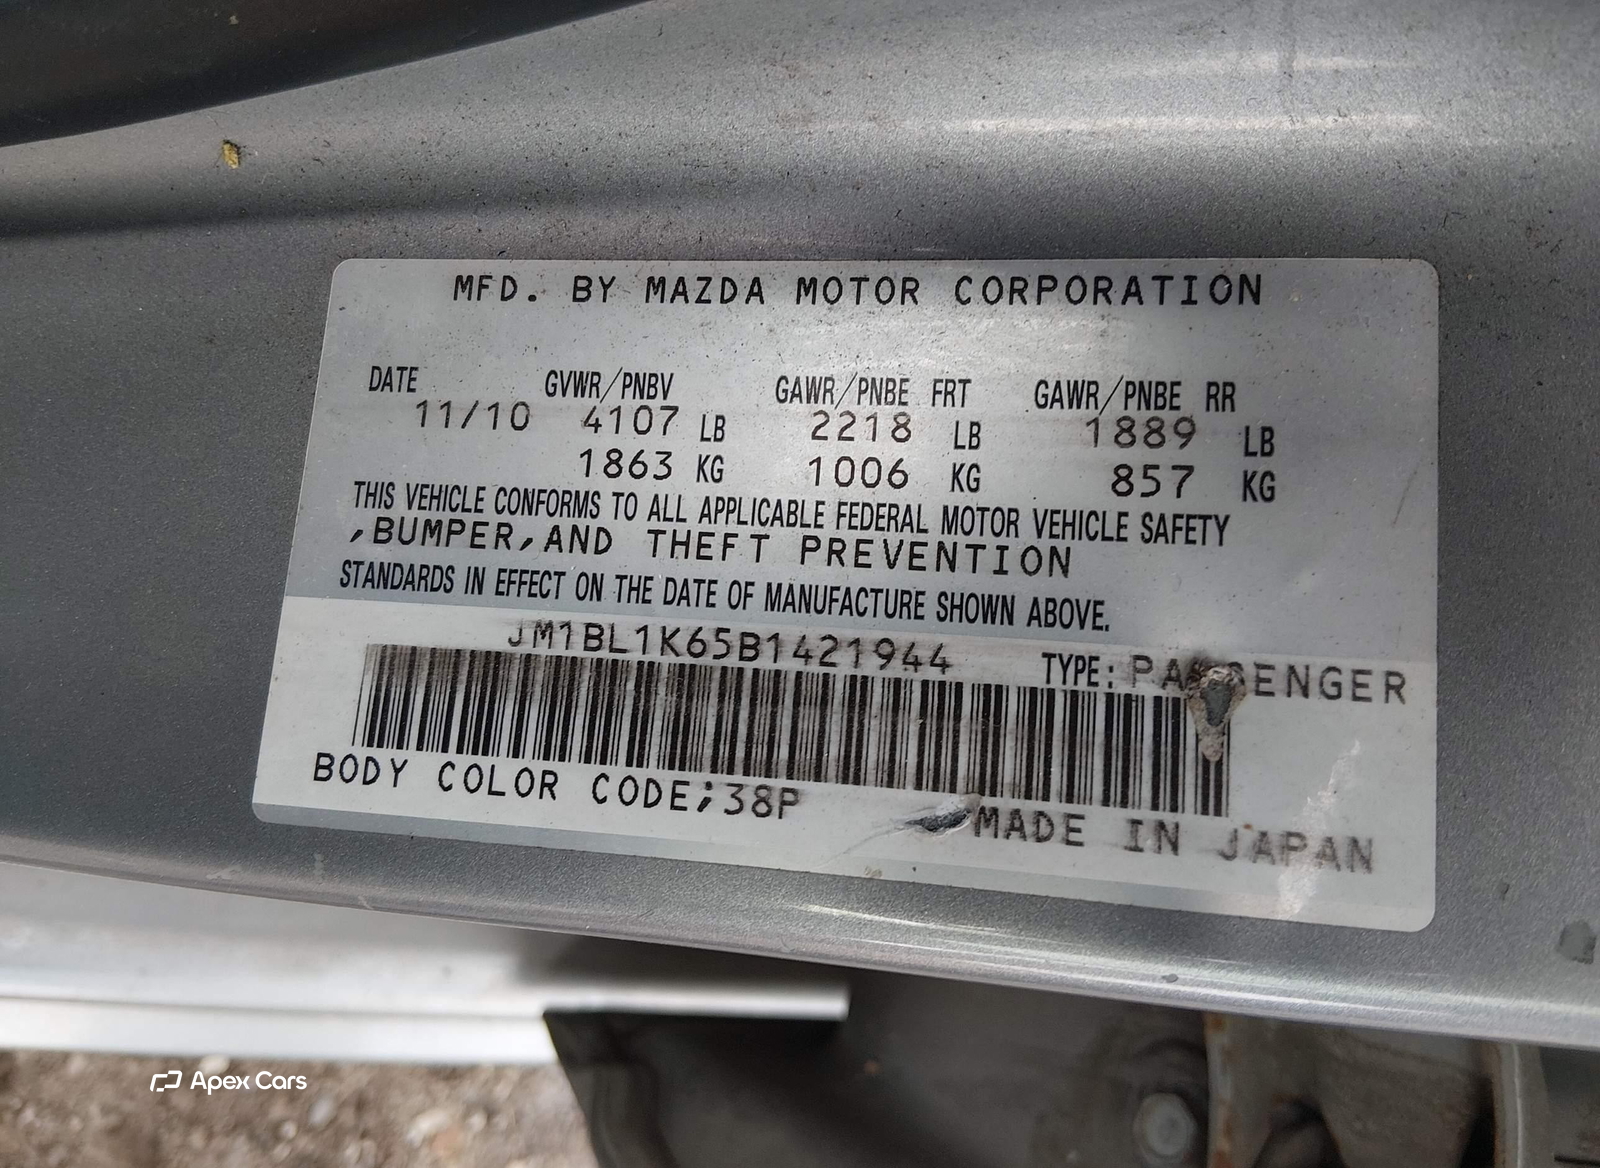 MFD. BY MAZDA MOTOR CORPORATION
DATE GVWR/PNBV GAWR/PNBE FRT GAWR/PNBE RR
11/10 4107 LB 2218 LB 1889 LB
1863 KG 1006 KG 857 KG
THIS VEHICLE CONFORMS TO ALL APPLICABLE FEDERAL MOTOR VEHICLE SAFETY
,BUMPER,AND THEFT PREVENTION
STANDARDS IN EFFECT ON THE DATE OF MANUFACTURE SHOWN ABOVE.
JM1BL1K65B1421944 TYPE: PASSENGER
BODY COLOR CODE;38P
MADE IN JAPAN
Apex Cars